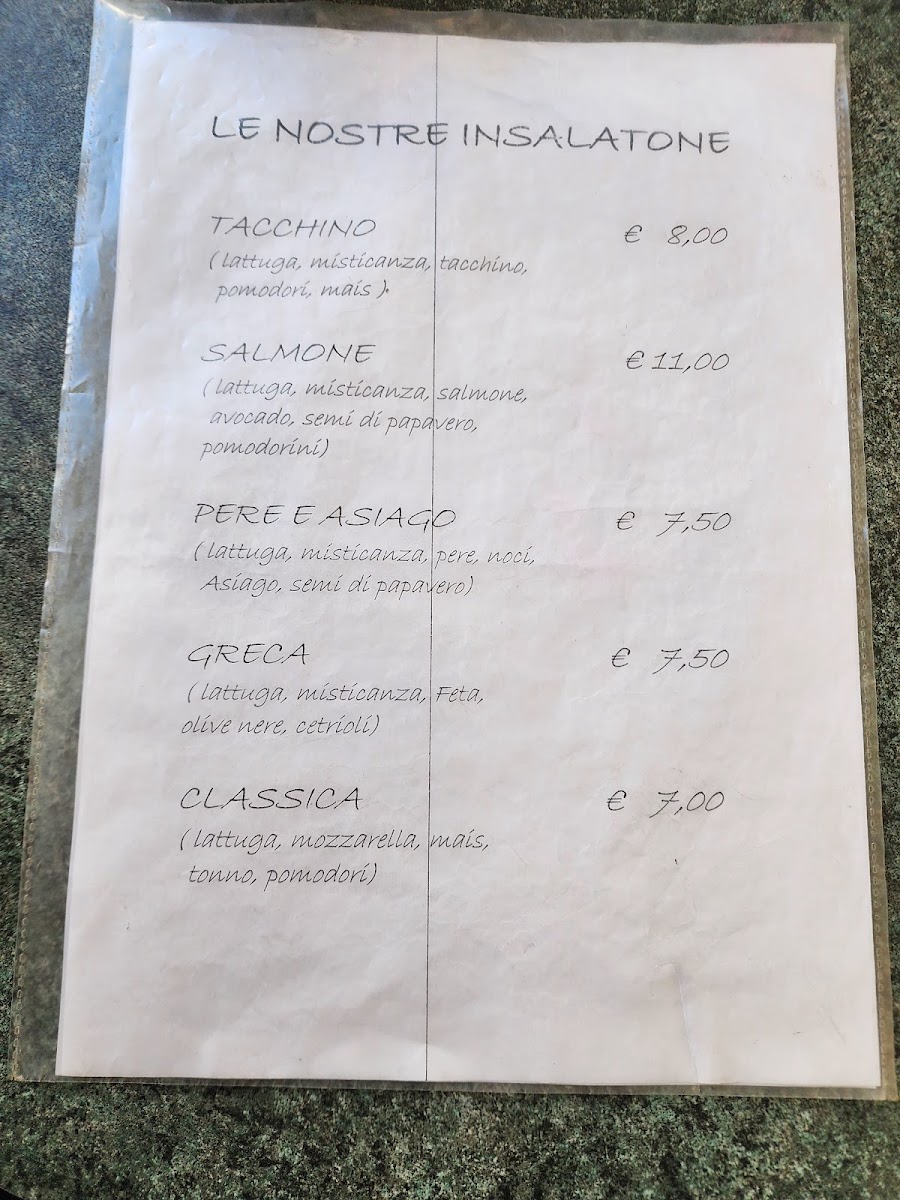 LE NOSTRE INSALATONE
TACCHINO € 8,00
(lattuga, misticanza, tacchino,
pomodori, mais).
SALMONE € 11,00
(lattuga, misticanza, salmone,
avocado, semi di papavero,
pomodorini)
PERE E ASIAGO € 7,50
(lattuga, misticanza, pere, noci,
Asiago, semi di papavero)
GRECA € 7,50
(lattuga, misticanza, Feta,
olive nere, cetrioli)
CLASSICA € 7,00
(lattuga, mozzarella, mais,
tonno, pomodori)